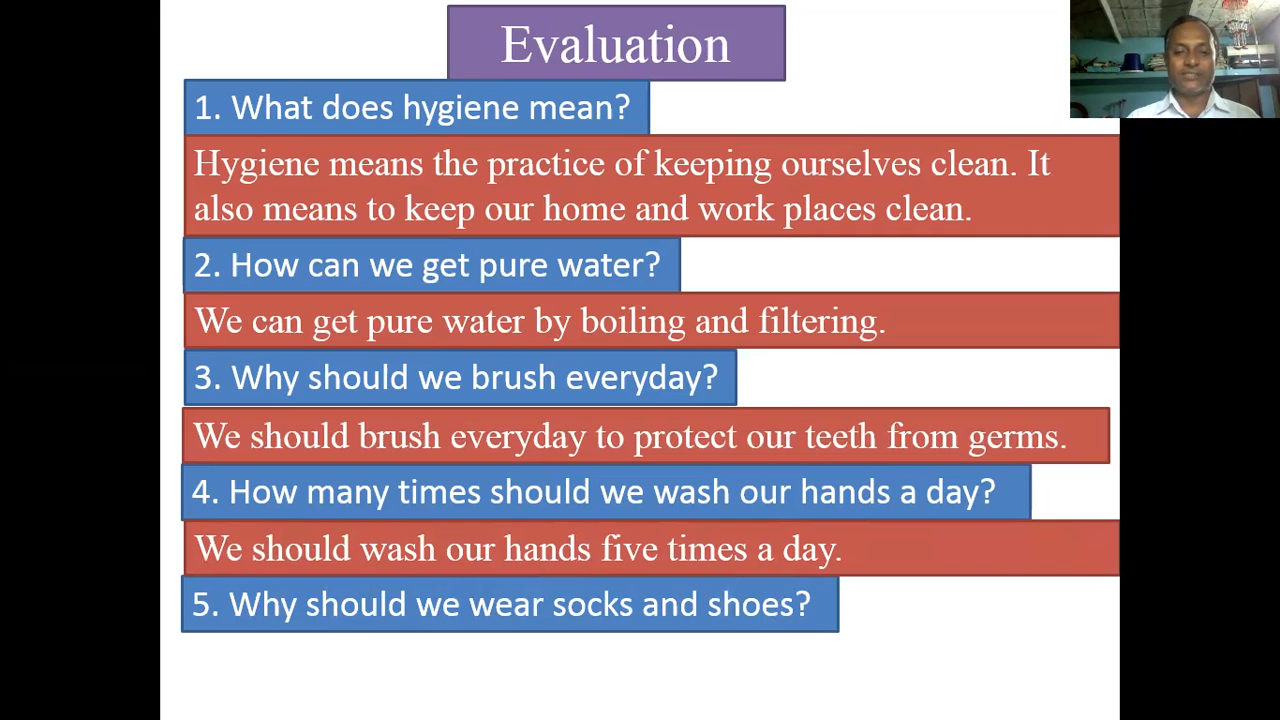 Evaluation
1. What does hygiene mean?
Hygiene means the practice of keeping ourselves clean. It
also means to keep our home and work places clean.
2. How can we get pure water?
We can get pure water by boiling and filtering.
3. Why should we brush everyday?
We should brush everyday to protect our teeth from germs.
4. How many times should we wash our hands a day?
We should wash our hands five times a day.
5. Why should we wear socks and shoes?